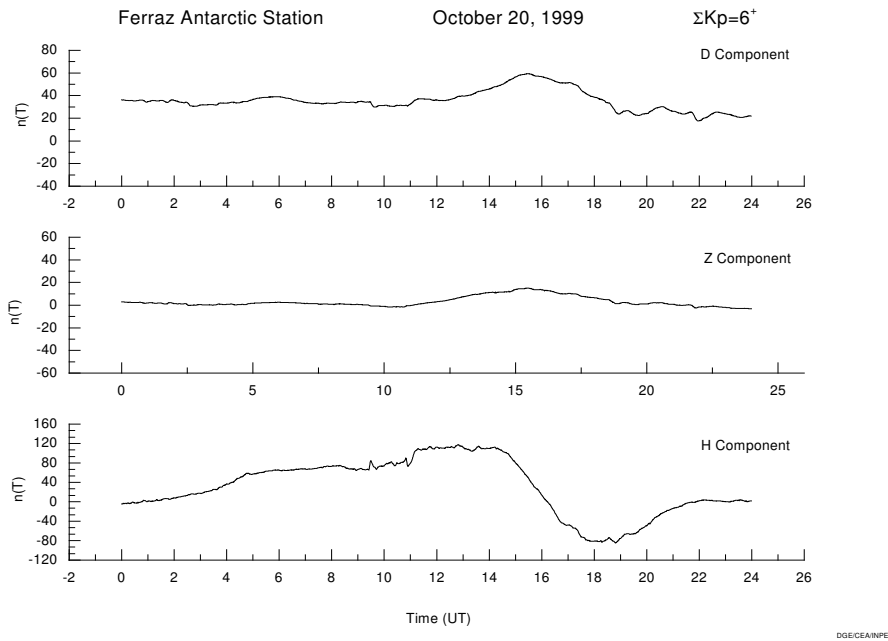 Ferraz Antarctic Station October 20, 1999 ΣKp=6⁺
D Component
n(T)
80
60
40
20
0
-20
-40
-2 0 2 4 6 8 10 12 14 16 18 20 22 24 26
Z Component
n(T)
60
40
20
0
-20
-40
-60
0 5 10 15 20 25
H Component
n(T)
160
120
80
40
0
-40
-80
-120
-2 0 2 4 6 8 10 12 14 16 18 20 22 24 26
Time (UT)
DGE/CEA/INPE